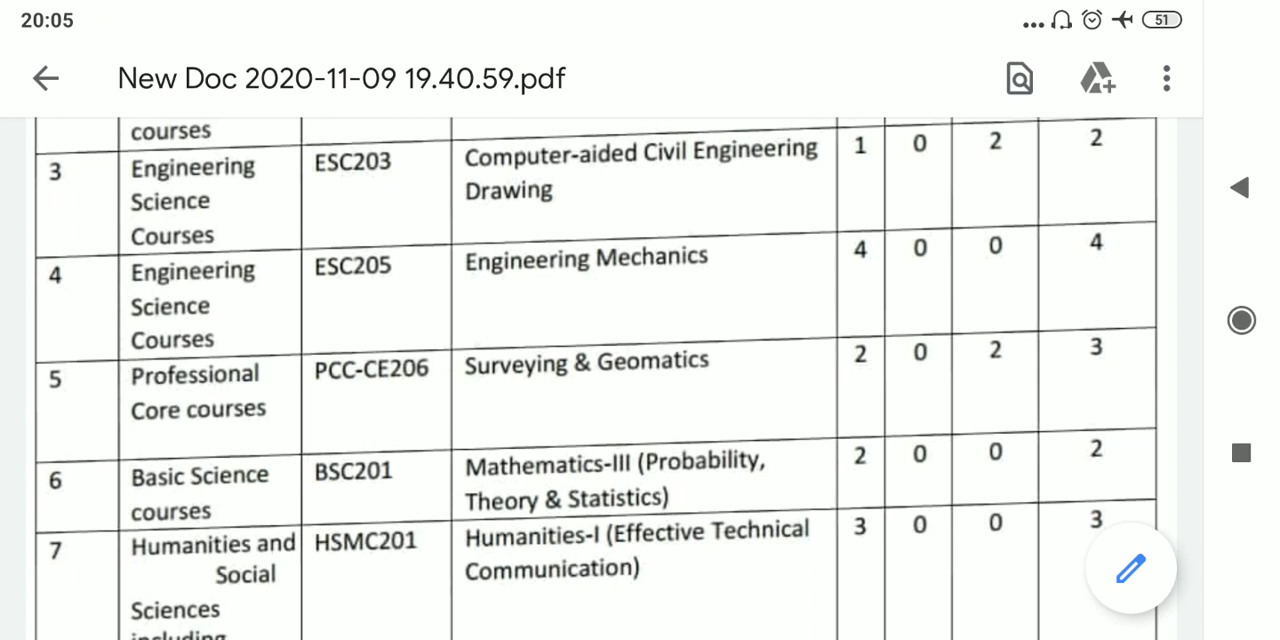 20:05
51
New Doc 2020-11-09 19.40.59.pdf
courses
3 Engineering Science Courses ESC203 Computer-aided Civil Engineering Drawing 1 0 2 2
4 Engineering Science Courses ESC205 Engineering Mechanics 4 0 0 4
5 Professional Core courses PCC-CE206 Surveying & Geomatics 2 0 2 3
6 Basic Science courses BSC201 Mathematics-III (Probability, Theory & Statistics) 2 0 0 2
7 Humanities and Social Sciences including HSMC201 Humanities-I (Effective Technical Communication) 3 0 0 3